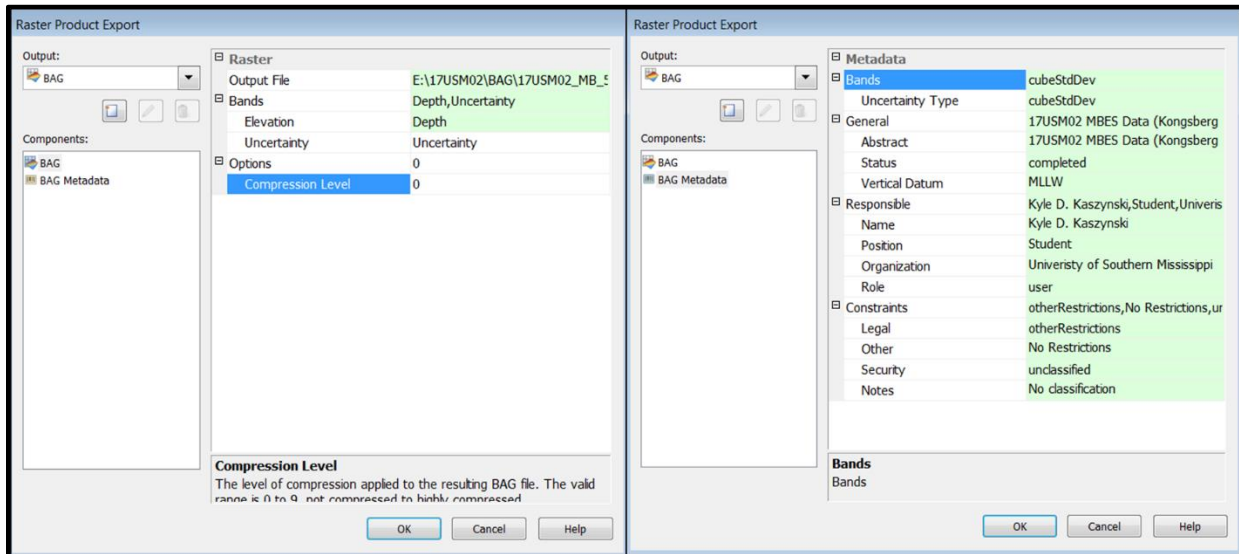 Raster Product Export
Output:
BAG
Components:
BAG
BAG Metadata
Raster
Output File E:\17USM02\BAG\17USM02_MB_5
Bands Depth,Uncertainty
Elevation Depth
Uncertainty Uncertainty
Options 0
Compression Level 0
Compression Level
The level of compression applied to the resulting BAG file. The valid
range is 0 to 9, not compressed to highly compressed
OK Cancel Help
Raster Product Export
Output:
BAG
Components:
BAG
BAG Metadata
Metadata
Bands cubeStdDev
Uncertainty Type cubeStdDev
General 17USM02 MBES Data (Kongsberg
Abstract 17USM02 MBES Data (Kongsberg
Status completed
Vertical Datum MLLW
Responsible Kyle D. Kaszynski,Student,Univeris
Name Kyle D. Kaszynski
Position Student
Organization Univeristy of Southern Mississippi
Role user
Constraints otherRestrictions,No Restrictions,ur
Legal otherRestrictions
Other No Restrictions
Security unclassified
Notes No classification
Bands
Bands
OK Cancel Help